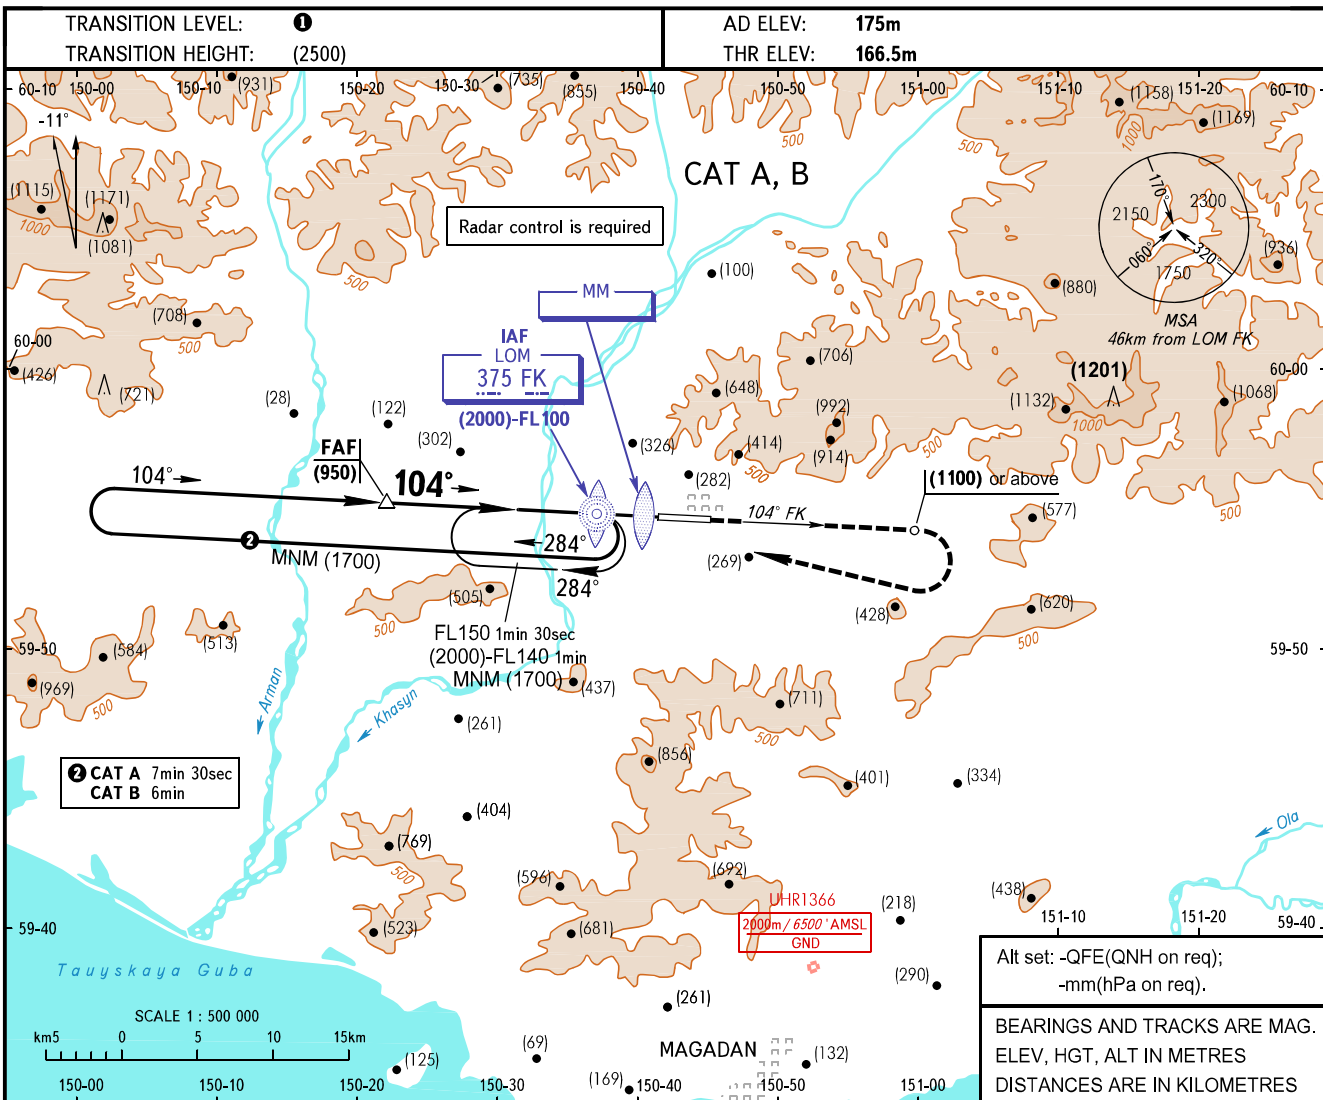 TRANSITION LEVEL: ❶
TRANSITION HEIGHT: (2500)
AD ELEV: 175m
THR ELEV: 166.5m
60-10 150-00 150-10 (931) 150-20 150-30 (735) (855) 150-40 150-50 151-00 151-10 (1158) 151-20 60-10
(1169)
-11°
500
500
500
1000
CAT A, B
(1115) (1171)
1000
(1081)
Radar control is required
170°
2150 2300
060° 320°
1750
(936)
MSA
46km from LOM FK
500
(100)
(880)
MM
(708)
500
IAF
LOM
375 FK
(2000)-FL100
60-00
(426)
(721)
(706)
(1201)
60-00
(648)
(1068)
(28)
(122)
(992)
(1132)
1000
(302)
(326)
(414)
(914)
500
500
500
FAF
(950)
(282)
104°
104°
(1100) or above
104° FK
(577)
284°
❷
MNM (1700)
(269)
284°
(505)
(428)
(620)
500
500
FL150 1min 30sec
(2000)-FL140 1min
MNM (1700)
(513)
(584)
59-50
59-50
(969)
500
(437)
Arman
Khasyn
(261)
(711)
500
(856)
❷ CAT A 7min 30sec
CAT B 6min
(401)
(334)
(404)
Ola
(769)
500
(596)
(692)
(438)
UHR1366
2000m/6500'AMSL
GND
(218)
151-10 151-20 59-40
59-40
(523)
(681)
Tauyskaya Guba
Alt set: -QFE(QNH on req);
-mm(hPa on req).
(290)
(261)
SCALE 1 : 500 000
km5 0 5 10 15km
BEARINGS AND TRACKS ARE MAG.
ELEV, HGT, ALT IN METRES
DISTANCES ARE IN KILOMETRES
(125)
(69)
MAGADAN
(132)
(169)
150-00 150-10 150-20 150-30 150-40 150-50 151-00